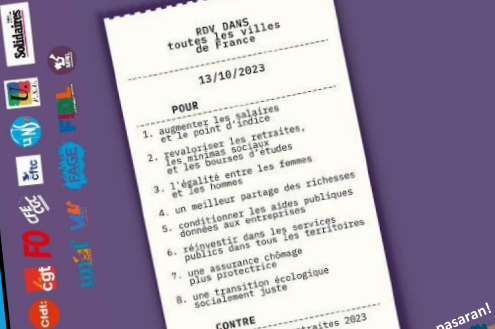 RDV DANS
toutes les villes
de France
13/10/2023
POUR
1. augmenter les salaires
et le point d'indice
2. revaloriser les retraites,
les minimas sociaux
et les bourses d'études
3. l'égalité entre les femmes
et les hommes
4. un meilleur partage des richesses
5. conditionner les aides publiques
données aux entreprises
6. réinvestir dans les services
publics dans tous les territoires
7. une assurance chômage
plus protectrice
8. une transition écologique
socialement juste
CONTRE
retraites 2023
pasaran!
Solidaires
UNSA
cftc
CFE CGC
FO
cgt
cfdt:
FIDL
FAGE